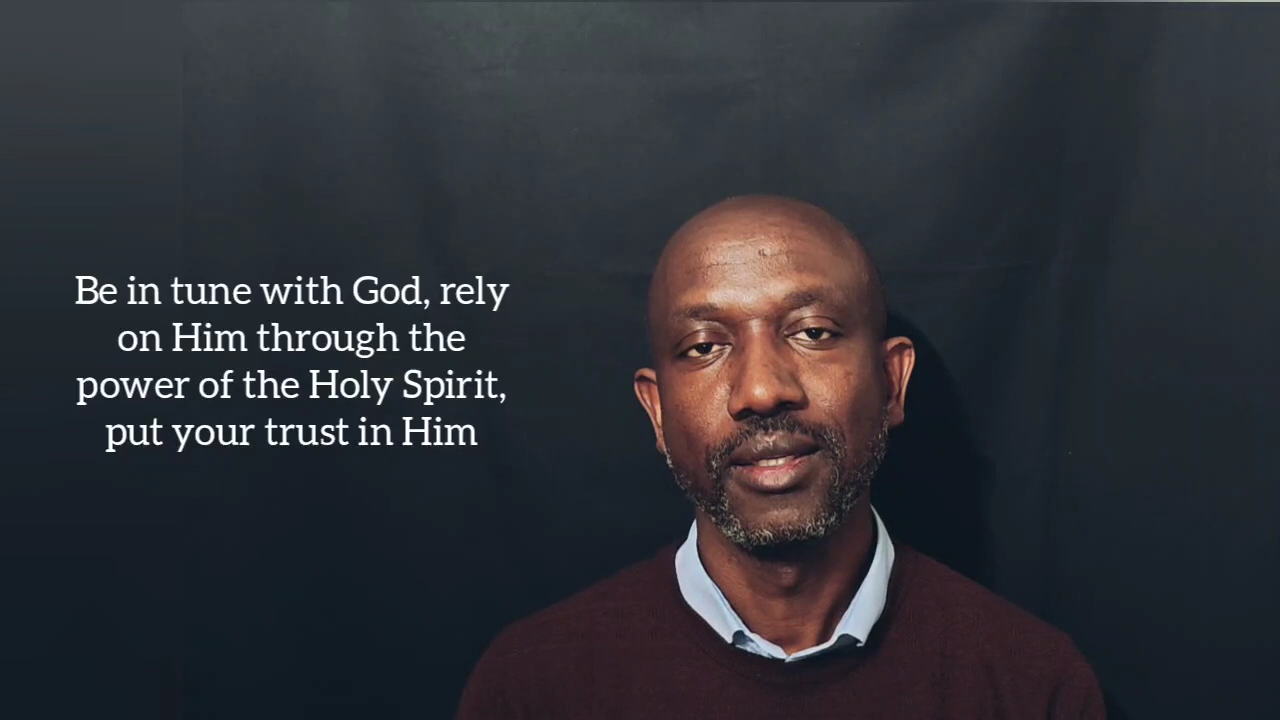 Be in tune with God, rely
on Him through the
power of the Holy Spirit,
put your trust in Him